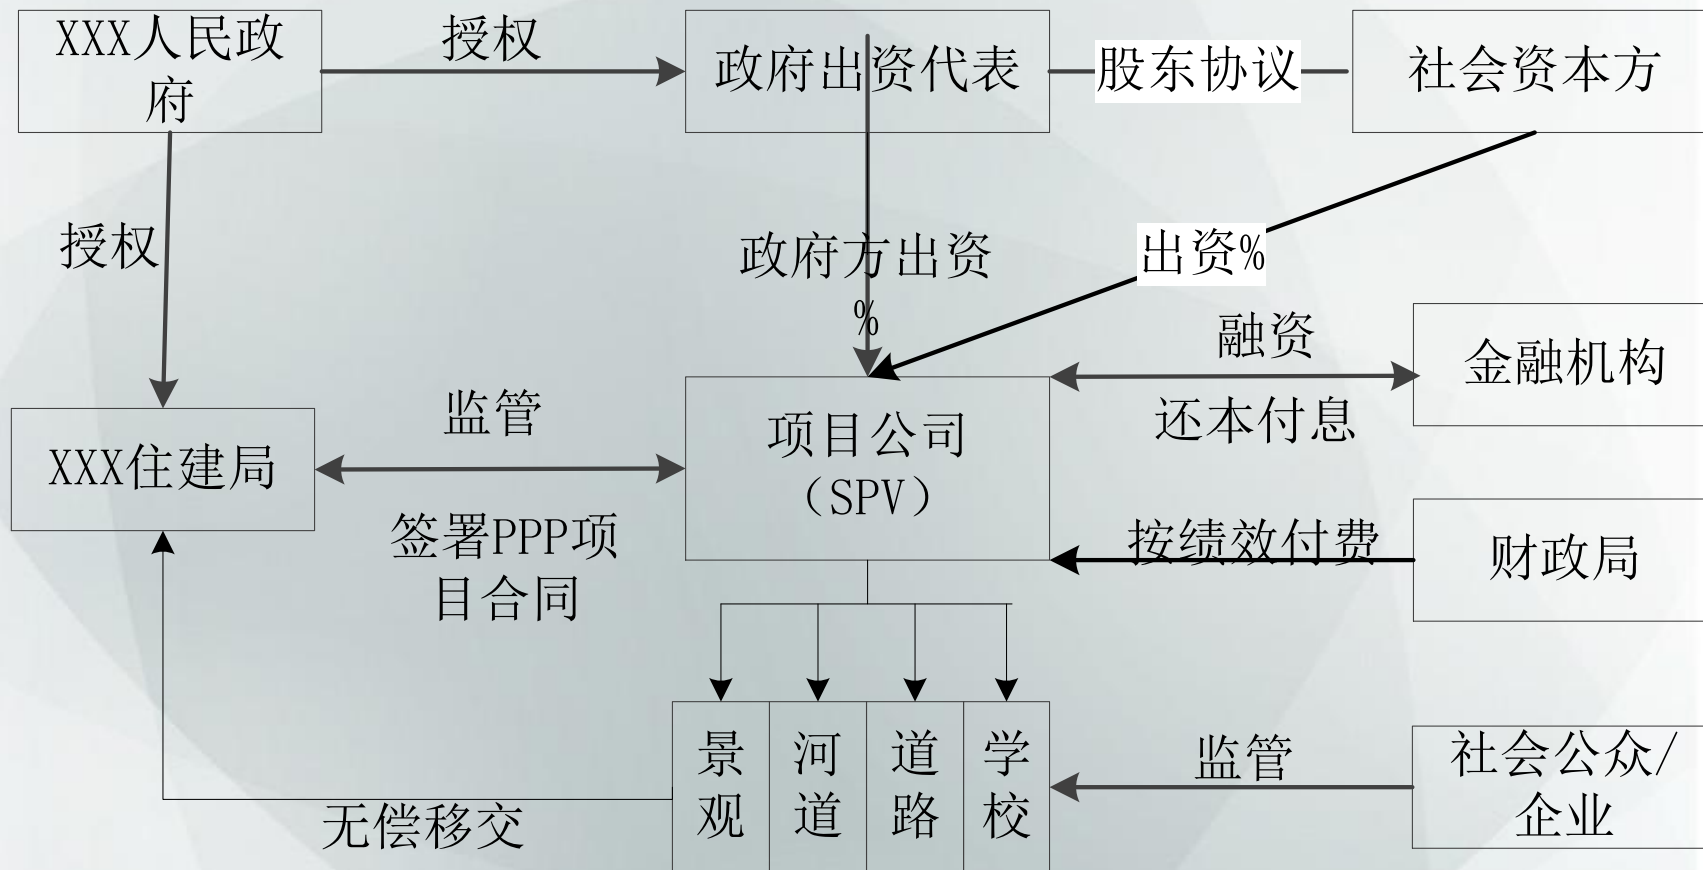 XXX人民政
府
授权
政府出资代表
股东协议
社会资本方
授权
政府方出资
%
出资%
融资
还本付息
金融机构
监管
XXX住建局
签署PPP项
目合同
项目公司
（SPV）
按绩效付费
财政局
景
观
河
道
道
路
学
校
监管
社会公众/
企业
无偿移交